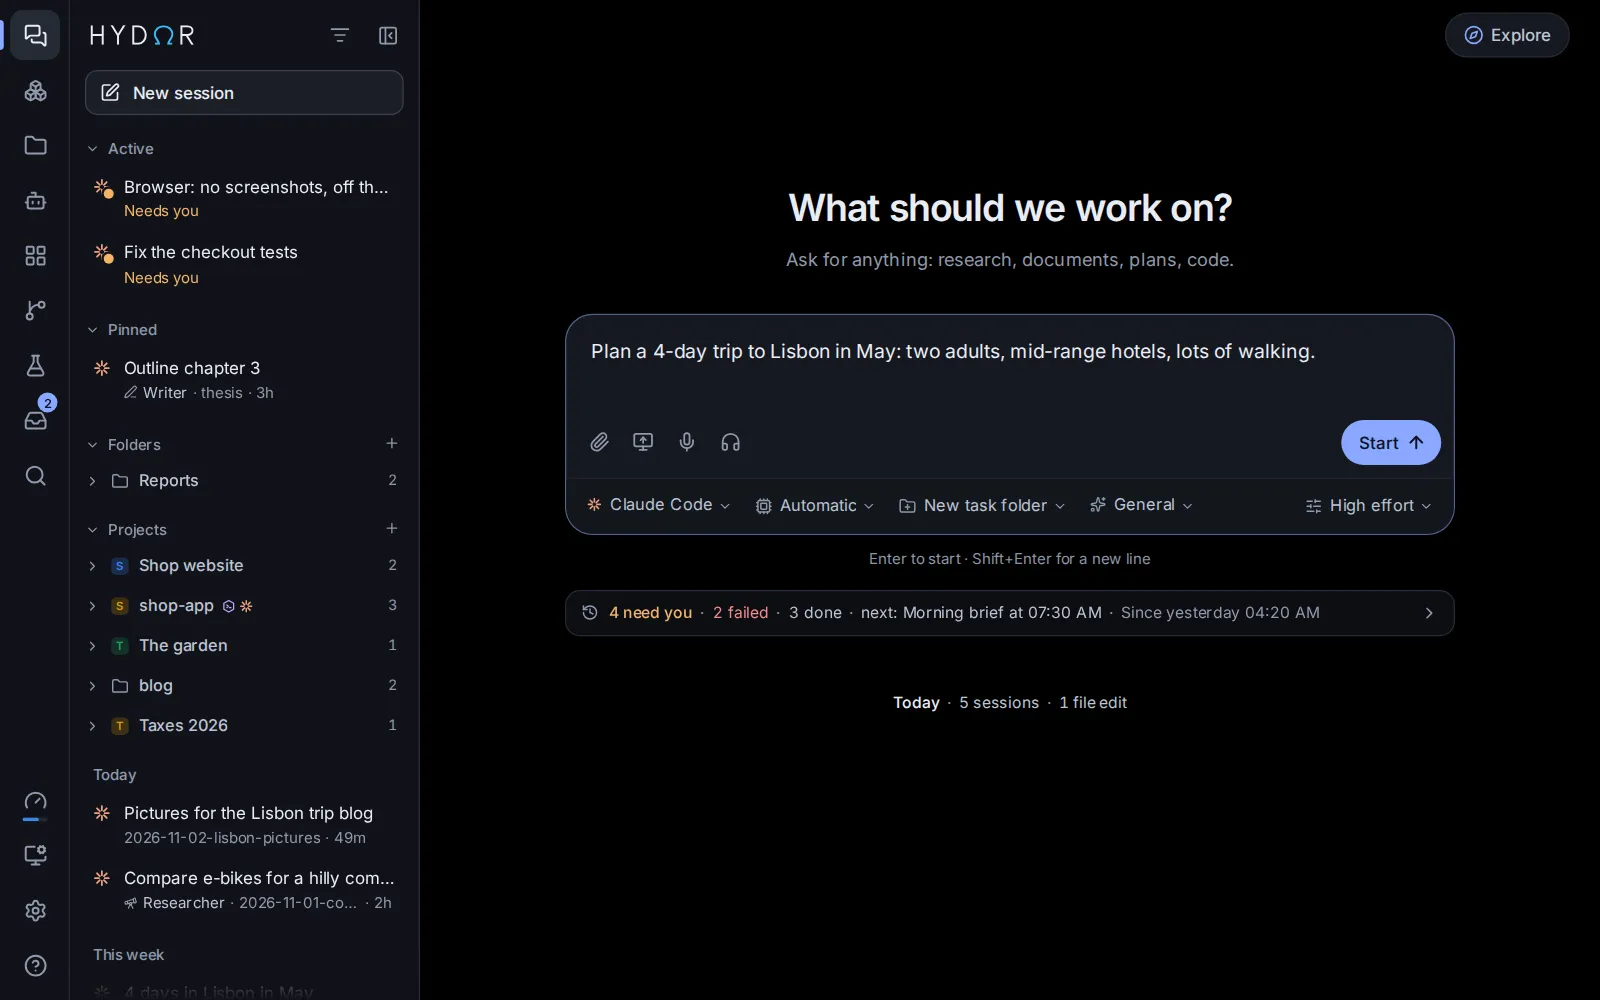 HYDΩR
Explore
New session
Active
Browser: no screenshots, off th...
Needs you
Fix the checkout tests
Needs you
Pinned
Outline chapter 3
Writer · thesis · 3h
Folders
Reports 2
Projects
Shop website 2
shop-app 3
The garden 1
blog 2
Taxes 2026 1
Today
Pictures for the Lisbon trip blog
2026-11-02-lisbon-pictures · 49m
Compare e-bikes for a hilly com...
Researcher · 2026-11-01-co... · 2h
This week
4 days in Lisbon in May
2
S
S
T
T
What should we work on?
Ask for anything: research, documents, plans, code.
Plan a 4-day trip to Lisbon in May: two adults, mid-range hotels, lots of walking.
Start
Claude Code Automatic New task folder General High effort
Enter to start · Shift+Enter for a new line
4 need you · 2 failed · 3 done · next: Morning brief at 07:30 AM · Since yesterday 04:20 AM
Today · 5 sessions · 1 file edit